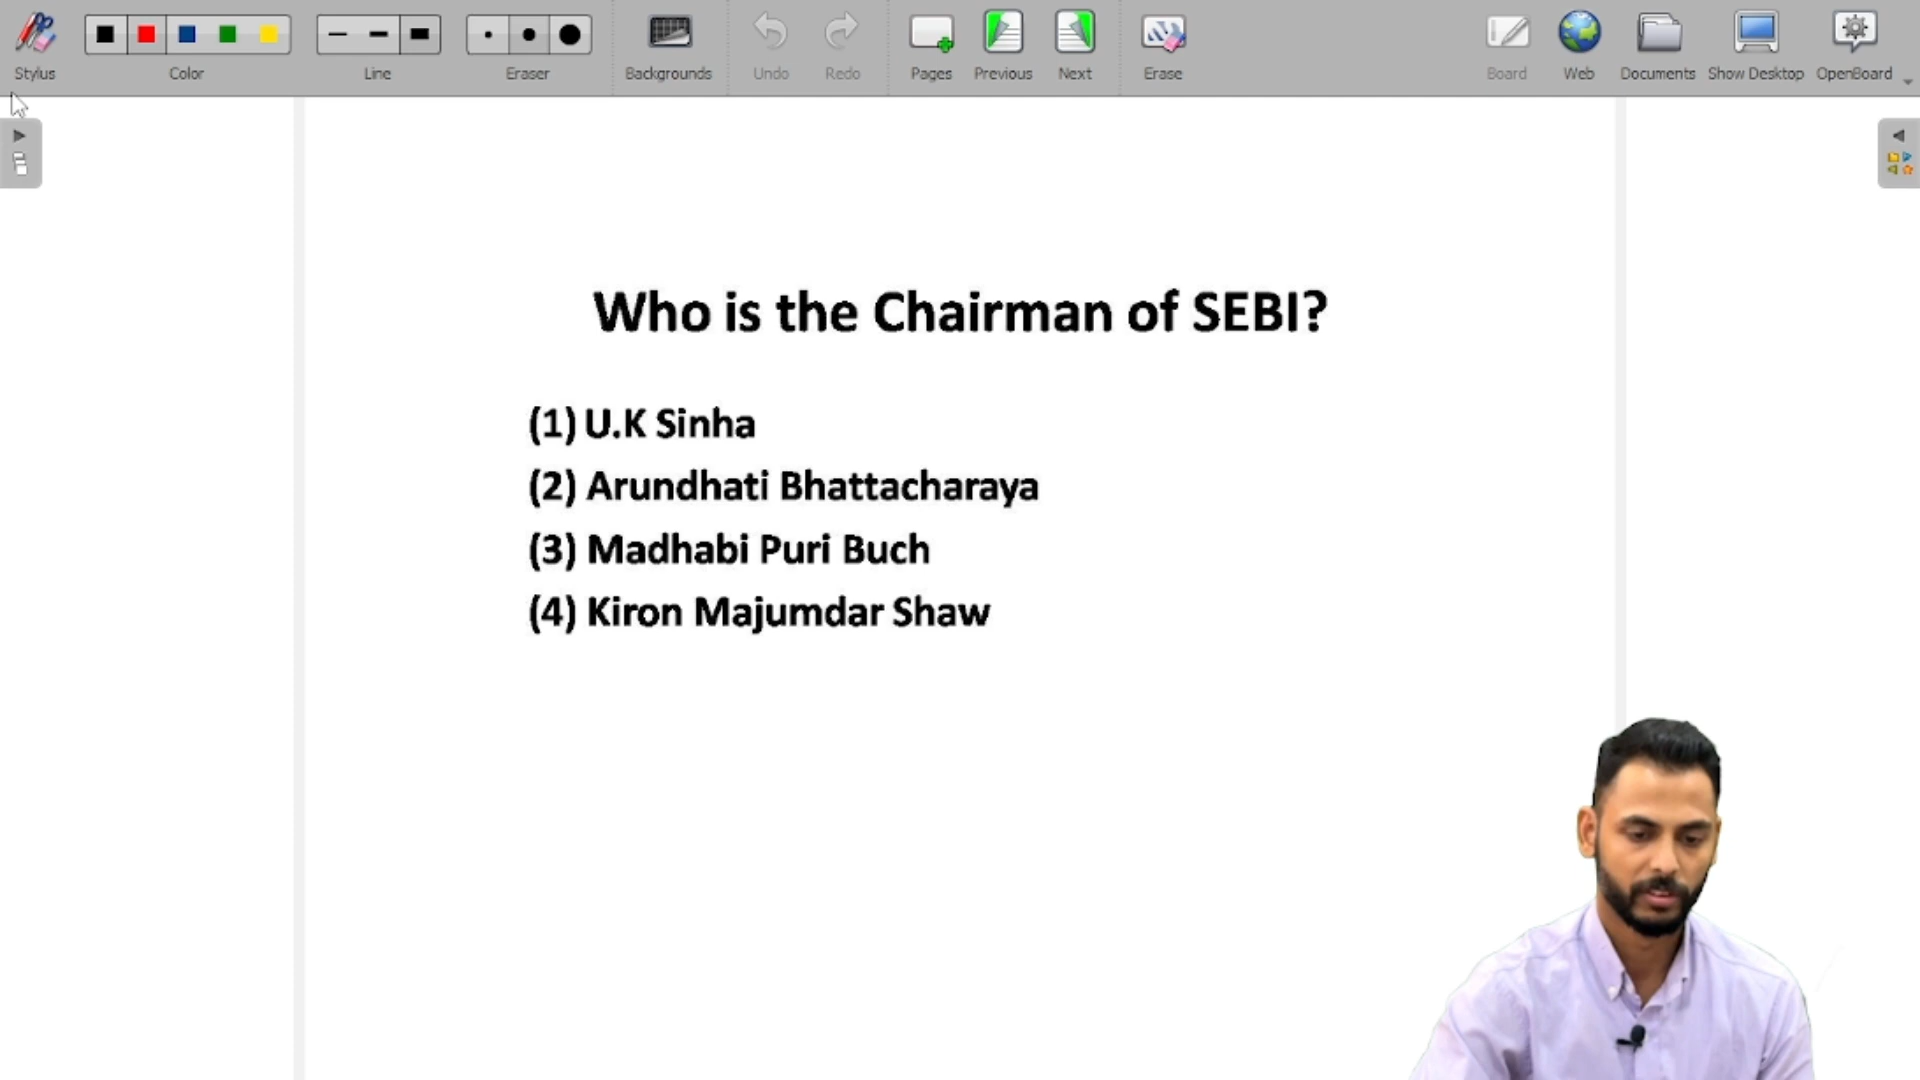 Stylus Color Line Eraser Backgrounds Undo Redo Pages Previous Next Erase Board Web Documents Show Desktop OpenBoard
Who is the Chairman of SEBI?
(1) U.K Sinha
(2) Arundhati Bhattacharaya
(3) Madhabi Puri Buch
(4) Kiron Majumdar Shaw